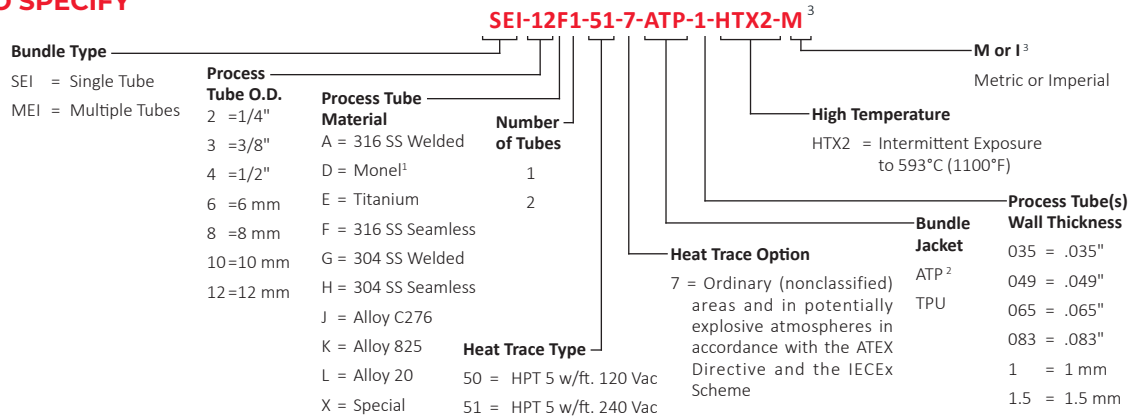 O SPECIFY
SEI-12F1-51-7-ATP-1-HTX2-M 3
Bundle Type
SEI = Single Tube
MEI = Multiple Tubes
Process
Tube O.D.
2 =1/4"
3 =3/8"
4 =1/2"
6 =6 mm
8 =8 mm
10=10 mm
12=12 mm
Process Tube
Material
A = 316 SS Welded
D = Monel1
E = Titanium
F = 316 SS Seamless
G = 304 SS Welded
H = 304 SS Seamless
J = Alloy C276
K = Alloy 825
L = Alloy 20
X = Special
Number
of Tubes
1
2
Heat Trace Type
50 = HPT 5 w/ft. 120 Vac
51 = HPT 5 w/ft. 240 Vac
Heat Trace Option
7 = Ordinary (nonclassified)
areas and in potentially
explosive atmospheres in
accordance with the ATEX
Directive and the IECEx
Scheme
Bundle
Jacket
ATP 2
TPU
Process Tube(s)
Wall Thickness
035 = .035"
049 = .049"
065 = .065"
083 = .083"
1 = 1 mm
1.5 = 1.5 mm
High Temperature
HTX2 = Intermittent Exposure
to 593°C (1100°F)
M or I 3
Metric or Imperial